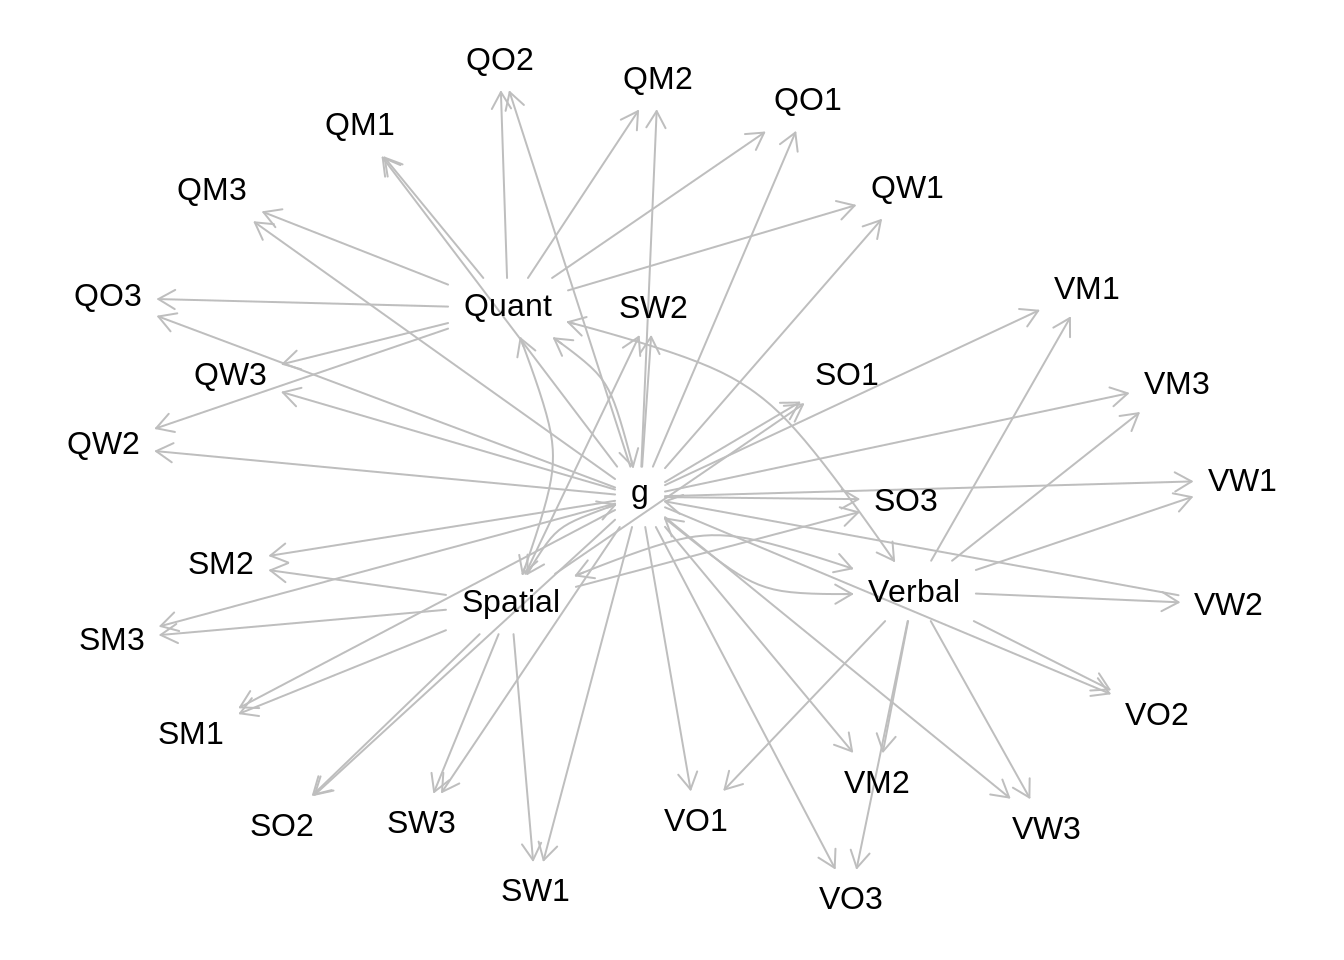 QO2
QM2
QO1
QM1
QM3
QW1
VM1
QO3
Quant
SW2
QW3
SO1
VM3
QW2
VW1
g
SO3
SM2
Verbal
Spatial
VW2
SM3
VO2
SM1
VM2
VO1
SW3
SO2
VW3
SW1
VO3